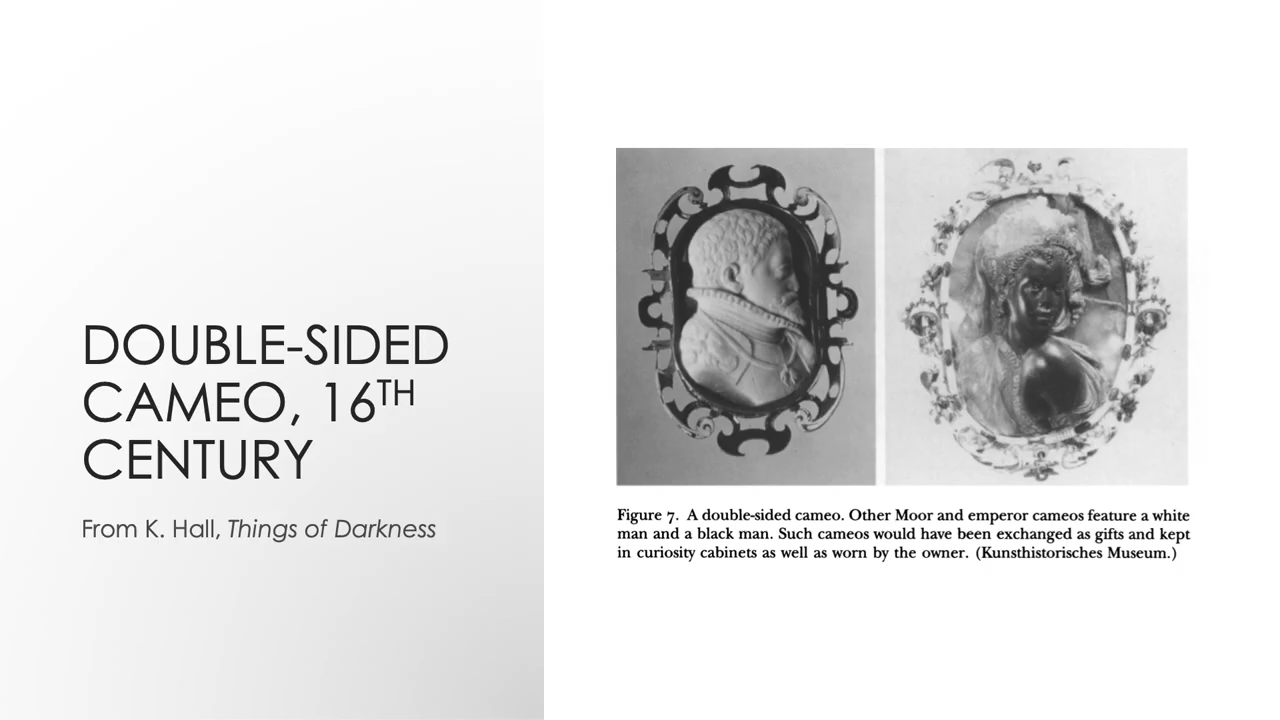 DOUBLE-SIDED
CAMEO, 16TH
CENTURY
From K. Hall, Things of Darkness
Figure 7. A double-sided cameo. Other Moor and emperor cameos feature a white
man and a black man. Such cameos would have been exchanged as gifts and kept
in curiosity cabinets as well as worn by the owner. (Kunsthistorisches Museum.)